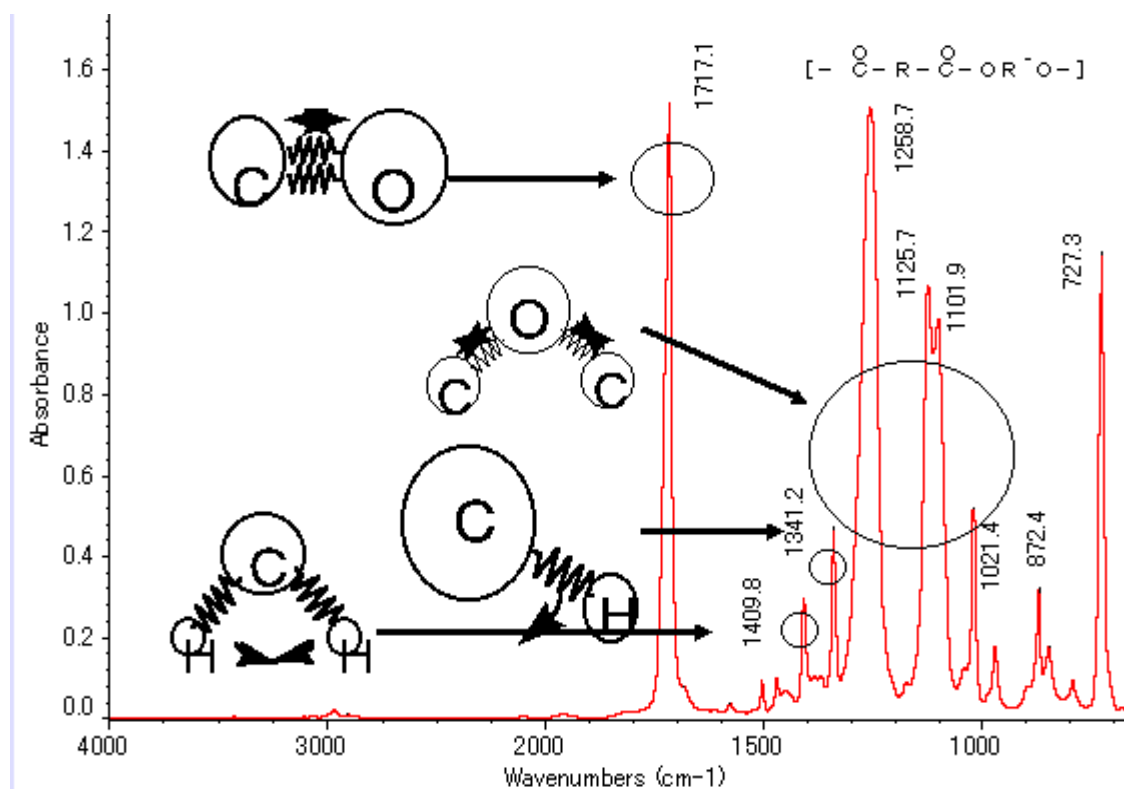 O O
[- C - R - C - OR¯O-]
1717.1
1258.7
1125.7
1101.9
727.3
1341.2
1409.8
1021.4
872.4
C O
O
C C
C
H
C
H H
Absorbance
1.6
1.4
1.2
1.0
0.8
0.6
0.4
0.2
0.0
4000 3000 2000 1500 1000
Wavenumbers (cm-1)